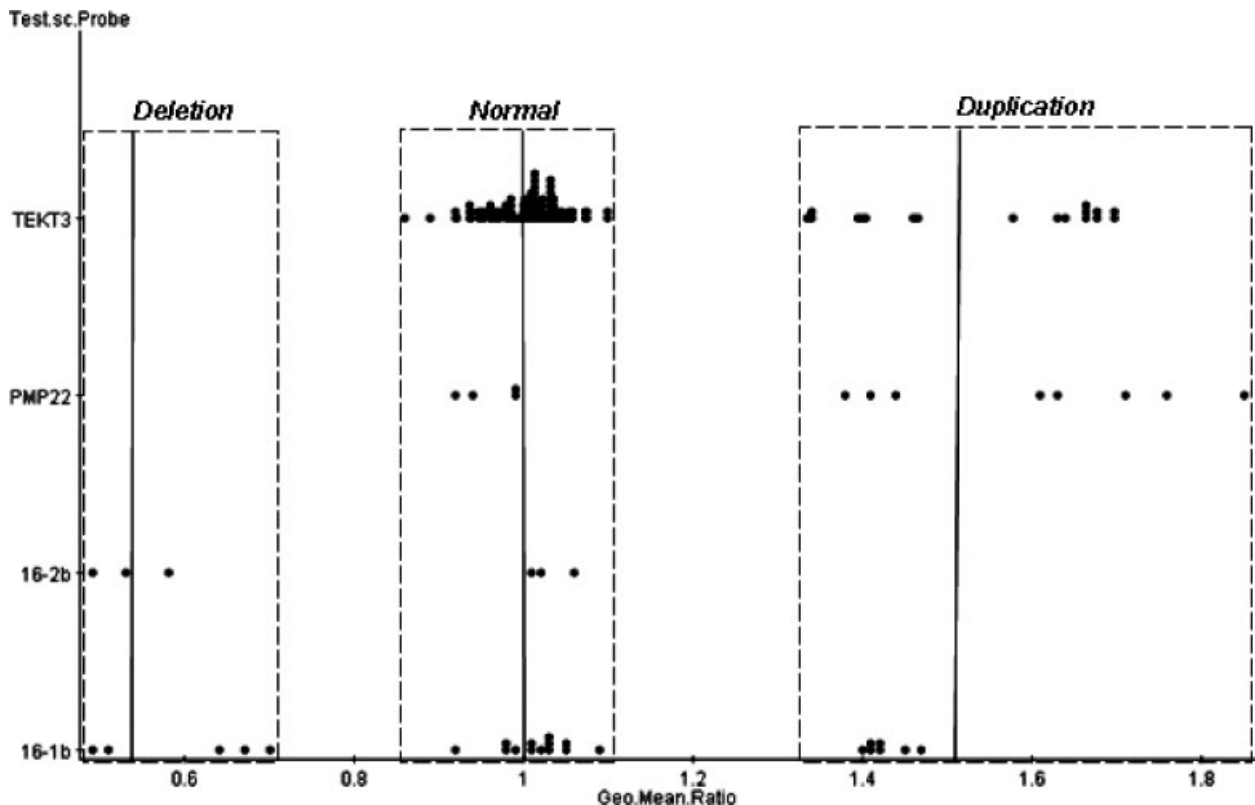 Test.sc.Probe
Deletion
Normal
Duplication
TEKT3
PMP22
16-2b
16-1b
0.6
0.8
1
1.2
1.4
1.6
1.8
Geo.Mean.Ratio